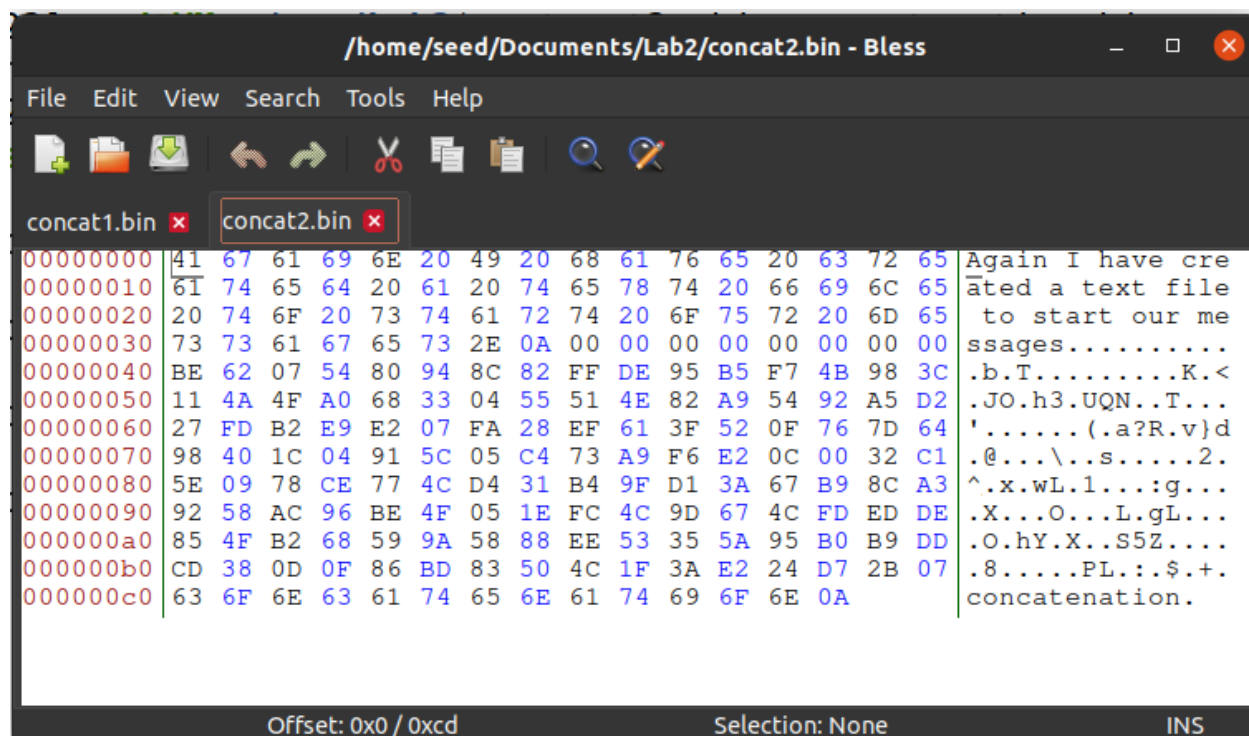 /home/seed/Documents/Lab2/concat2.bin - Bless
File Edit View Search Tools Help
concat1.bin concat2.bin
00000000 41 67 61 69 6E 20 49 20 68 61 76 65 20 63 72 65 Again I have cre
00000010 61 74 65 64 20 61 20 74 65 78 74 20 66 69 6C 65 ated a text file
00000020 20 74 6F 20 73 74 61 72 74 20 6F 75 72 20 6D 65 to start our me
00000030 73 73 61 67 65 73 2E 0A 00 00 00 00 00 00 00 00 ssages..........
00000040 BE 62 07 54 80 94 8C 82 FF DE 95 B5 F7 4B 98 3C .b.T.........K.<
00000050 11 4A 4F A0 68 33 04 55 51 4E 82 A9 54 92 A5 D2 .JO.h3.UQN..T...
00000060 27 FD B2 E9 E2 07 FA 28 EF 61 3F 52 0F 76 7D 64 '......(.a?R.v}d
00000070 98 40 1C 04 91 5C 05 C4 73 A9 F6 E2 0C 00 32 C1 .@...\..s.....2.
00000080 5E 09 78 CE 77 4C D4 31 B4 9F D1 3A 67 B9 8C A3 ^.x.wL.1...:g...
00000090 92 58 AC 96 BE 4F 05 1E FC 4C 9D 67 4C FD ED DE .X...O...L.gL...
000000a0 85 4F B2 68 59 9A 58 88 EE 53 35 5A 95 B0 B9 DD .O.hY.X..S5Z....
000000b0 CD 38 0D 0F 86 BD 83 50 4C 1F 3A E2 24 D7 2B 07 .8.....PL.:.$.+.
000000c0 63 6F 6E 63 61 74 65 6E 61 74 69 6F 6E 0A concatenation.
Offset: 0x0 / 0xcd Selection: None INS